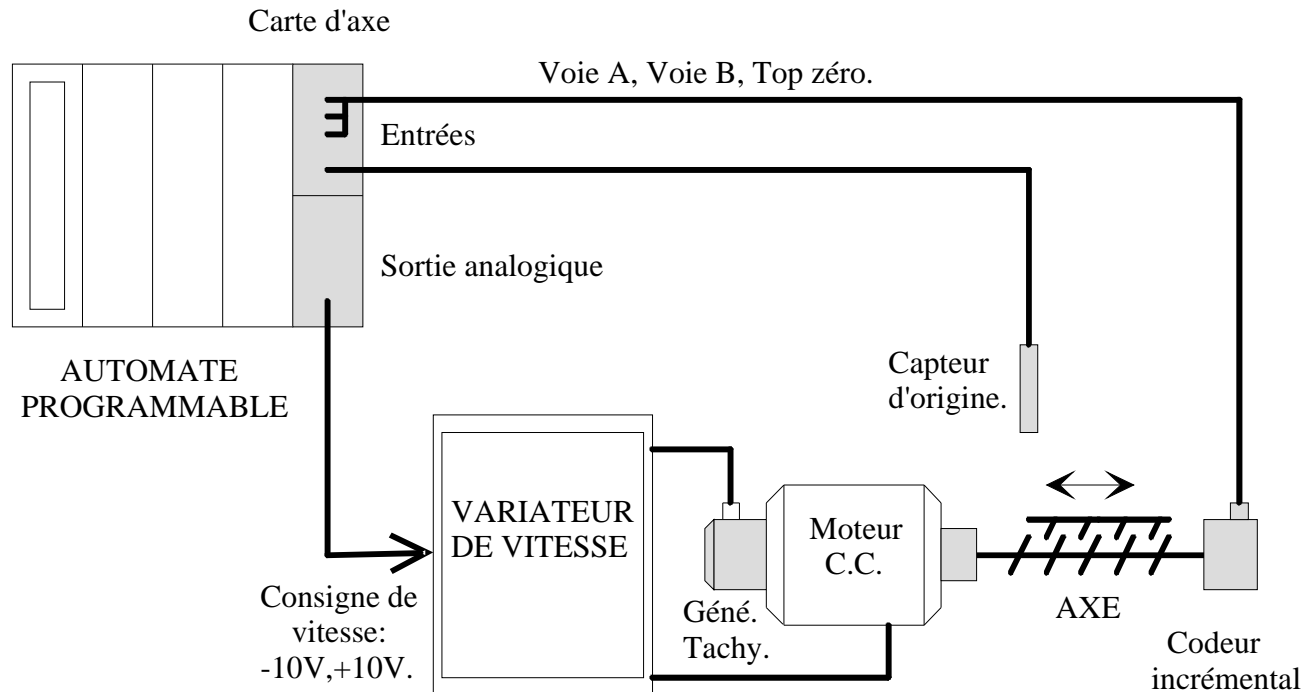 Carte d'axe
Voie A, Voie B, Top zéro.
Entrées
Sortie analogique
AUTOMATE
PROGRAMMABLE
Capteur
d'origine.
VARIATEUR
DE VITESSE
Moteur
C.C.
Consigne de
vitesse:
-10V,+10V.
Géné.
Tachy.
AXE
Codeur
incrémental